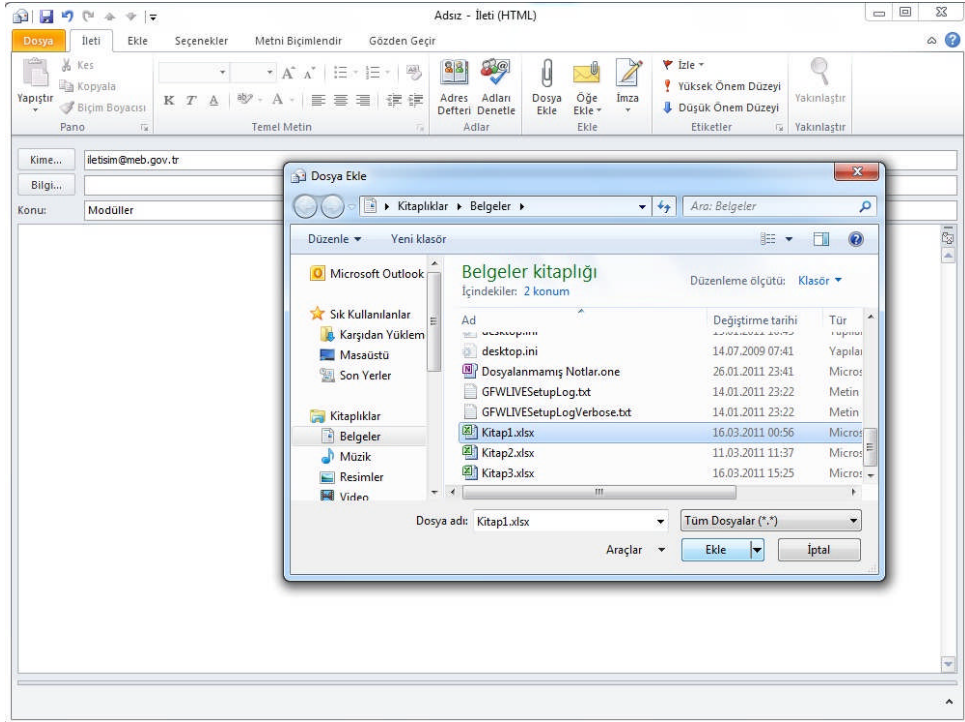 Adsız - İleti (HTML)
Dosya İleti Ekle Seçenekler Metni Biçimlendir Gözden Geçir
Yapıştır
Kes
Kopyala
Biçim Boyacısı
Pano
K T A
Temel Metin
Adres Defteri
Adları Denetle
Adlar
Dosya Ekle
Öğe Ekle
İmza
Ekle
İzle
Yüksek Önem Düzeyi
Düşük Önem Düzeyi
Etiketler
Yakınlaştır
Yakınlaştır
Kime... iletisim@meb.gov.tr
Bilgi...
Konu: Modüller
Dosya Ekle
Kitaplıklar Belgeler
Ara: Belgeler
Düzenle Yeni klasör
Microsoft Outlook
Sık Kullanılanlar
Karşıdan Yüklem
Masaüstü
Son Yerler
Kitaplıklar
Belgeler
Müzik
Resimler
Video
Belgeler kitaplığı
İçindekiler: 2 konum
Düzenleme ölçütü: Klasör
Ad Değiştirme tarihi Tür
desktop.ini 14.07.2009 07:41 Yapılaı
Dosyalanmamış Notlar.one 26.01.2011 23:41 Micros
GFWLIVESetupLog.txt 14.01.2011 23:22 Metin
GFWLIVESetupLogVerbose.txt 14.01.2011 23:22 Metin
Kitap1.xlsx 16.03.2011 00:56 Micros
Kitap2.xlsx 11.03.2011 11:37 Micros
Kitap3.xlsx 16.03.2011 15:25 Micros
Dosya adı: Kitap1.xlsx Tüm Dosyalar (*.*)
Araçlar Ekle İptal